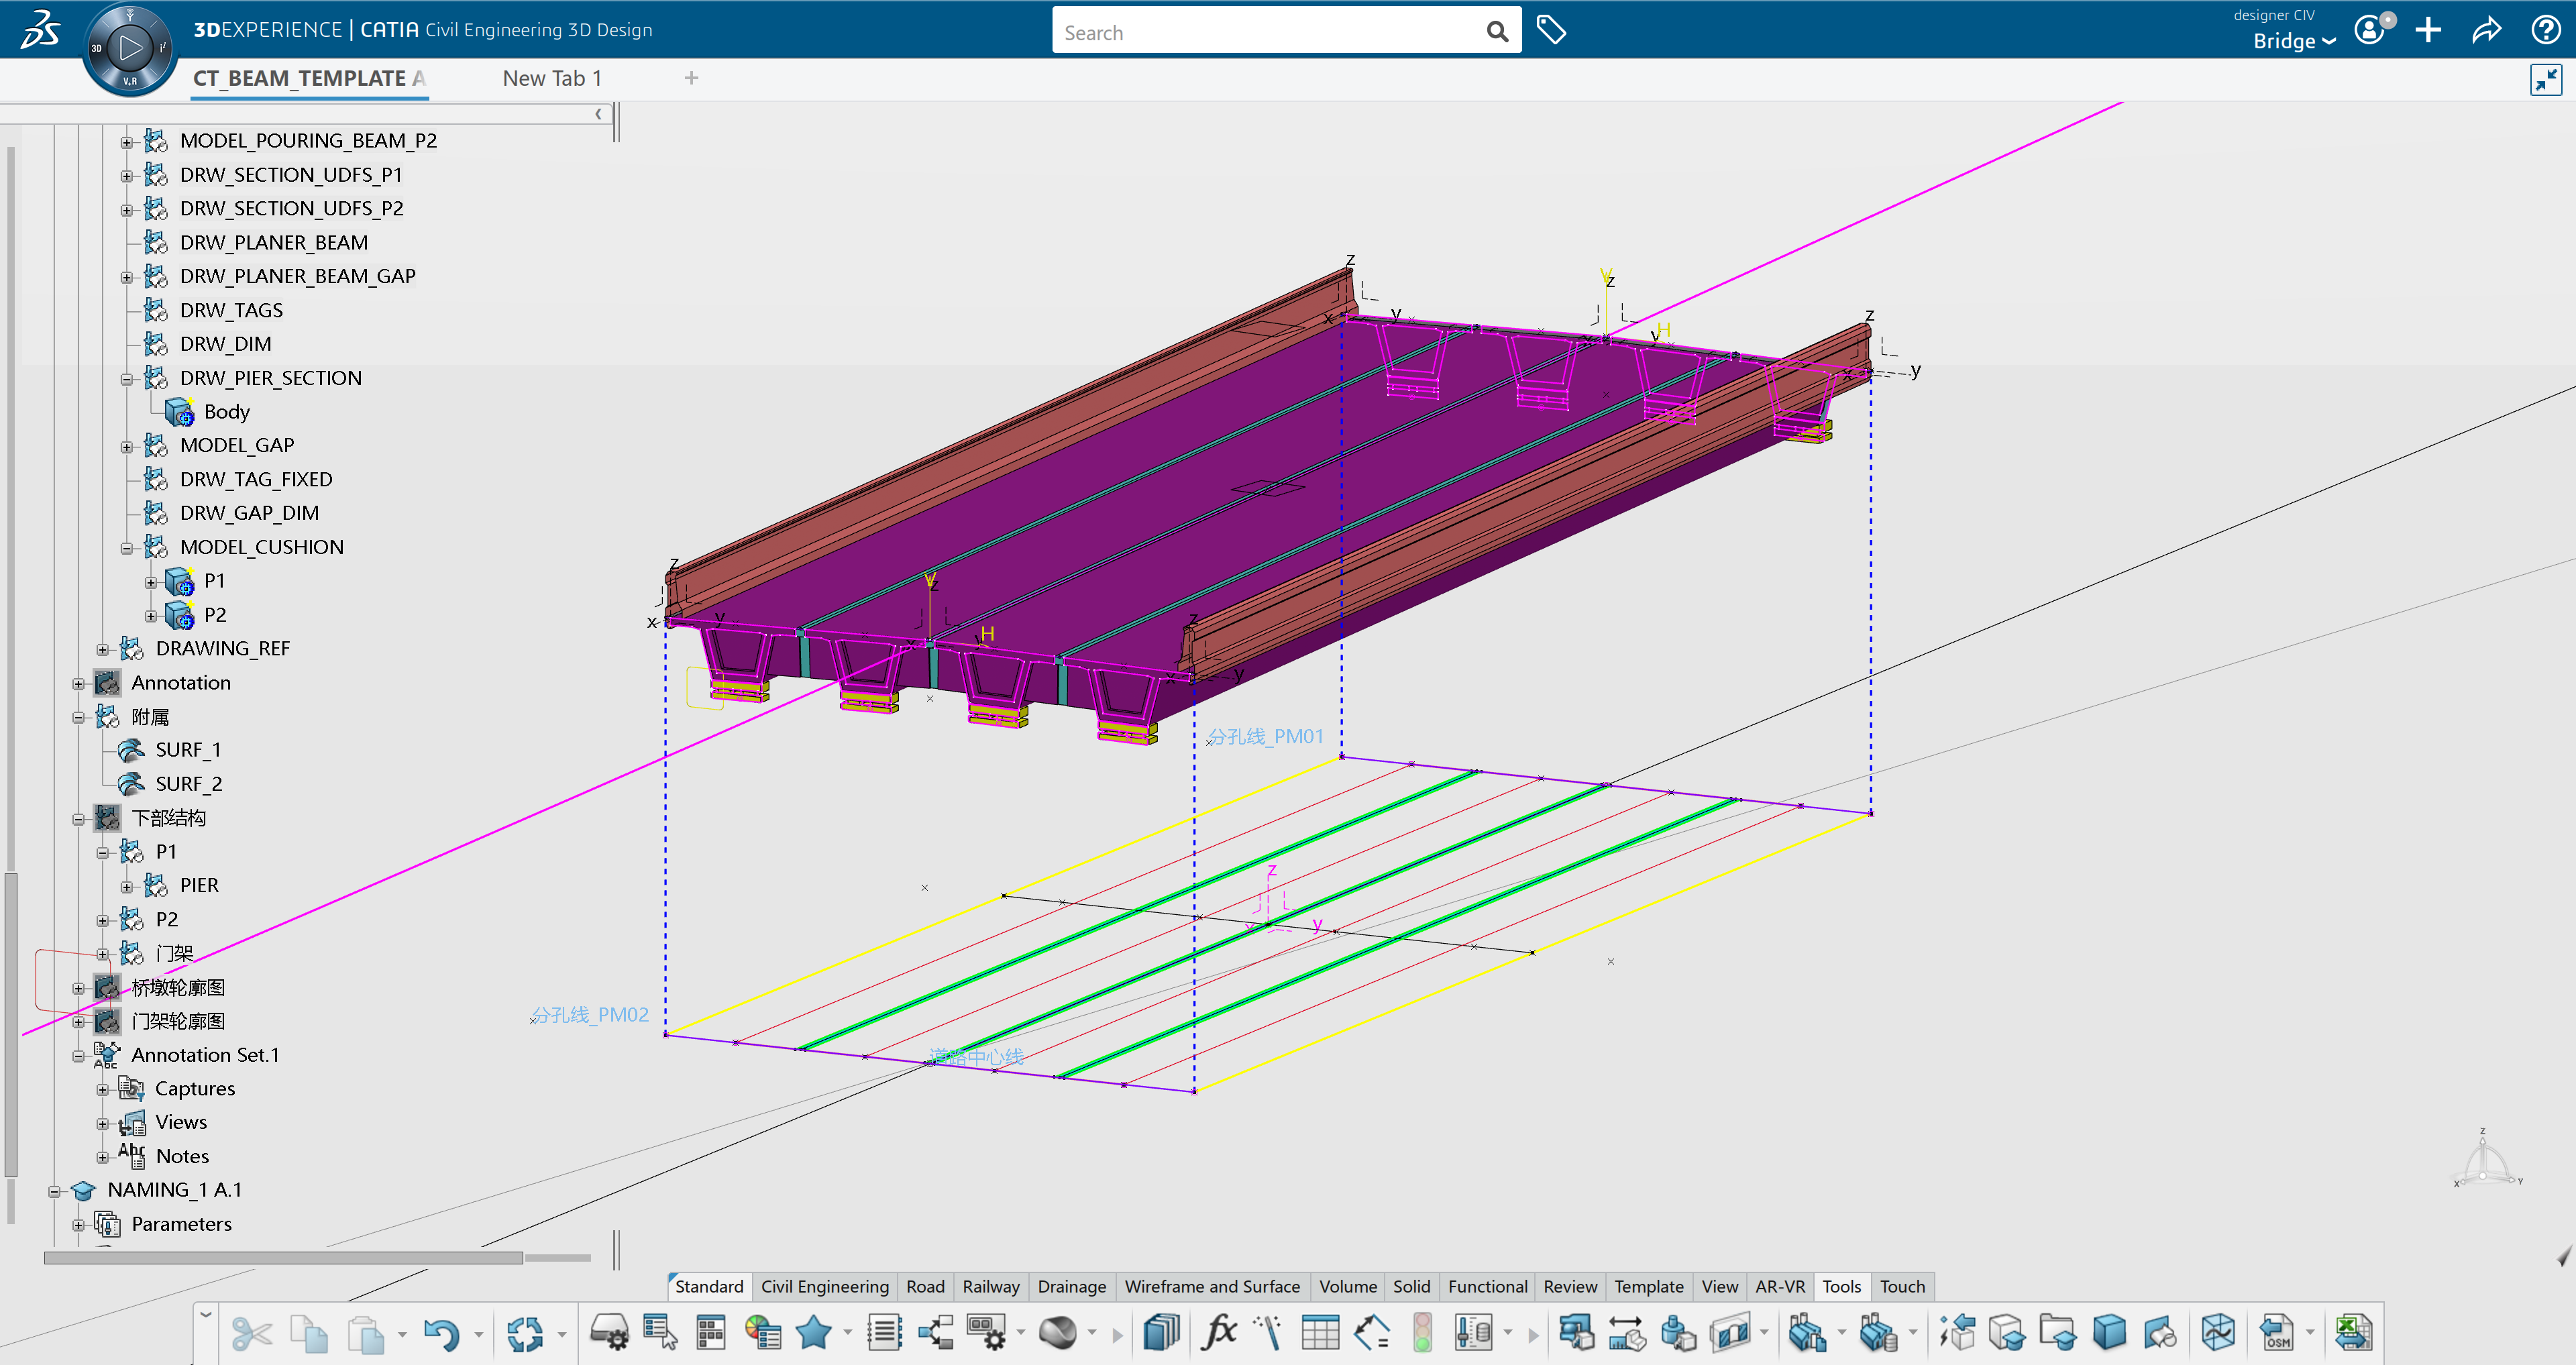 3DEXPERIENCE | CATIA Civil Engineering 3D Design
Search
designer CIV
Bridge
3D
V.R
CT_BEAM_TEMPLATE A
New Tab 1
MODEL_POURING_BEAM_P2
DRW_SECTION_UDFS_P1
DRW_SECTION_UDFS_P2
DRW_PLANER_BEAM
DRW_PLANER_BEAM_GAP
DRW_TAGS
DRW_DIM
DRW_PIER_SECTION
Body
MODEL_GAP
DRW_TAG_FIXED
DRW_GAP_DIM
MODEL_CUSHION
P1
P2
DRAWING_REF
Annotation
附属
SURF_1
SURF_2
下部结构
P1
PIER
P2
门架
桥墩轮廓图
门架轮廓图
Annotation Set.1
Captures
Views
Notes
NAMING_1 A.1
Parameters
分孔线_PM01
分孔线_PM02
道路中心线
Standard
Civil Engineering
Road
Railway
Drainage
Wireframe and Surface
Volume
Solid
Functional
Review
Template
View
AR-VR
Tools
Touch